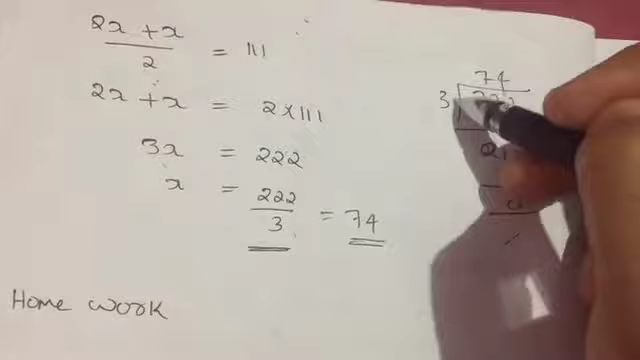 2x + x
2
= 111
2x + x = 2 x 111
3x = 222
x = 222
3
= 74
74
3
Home work